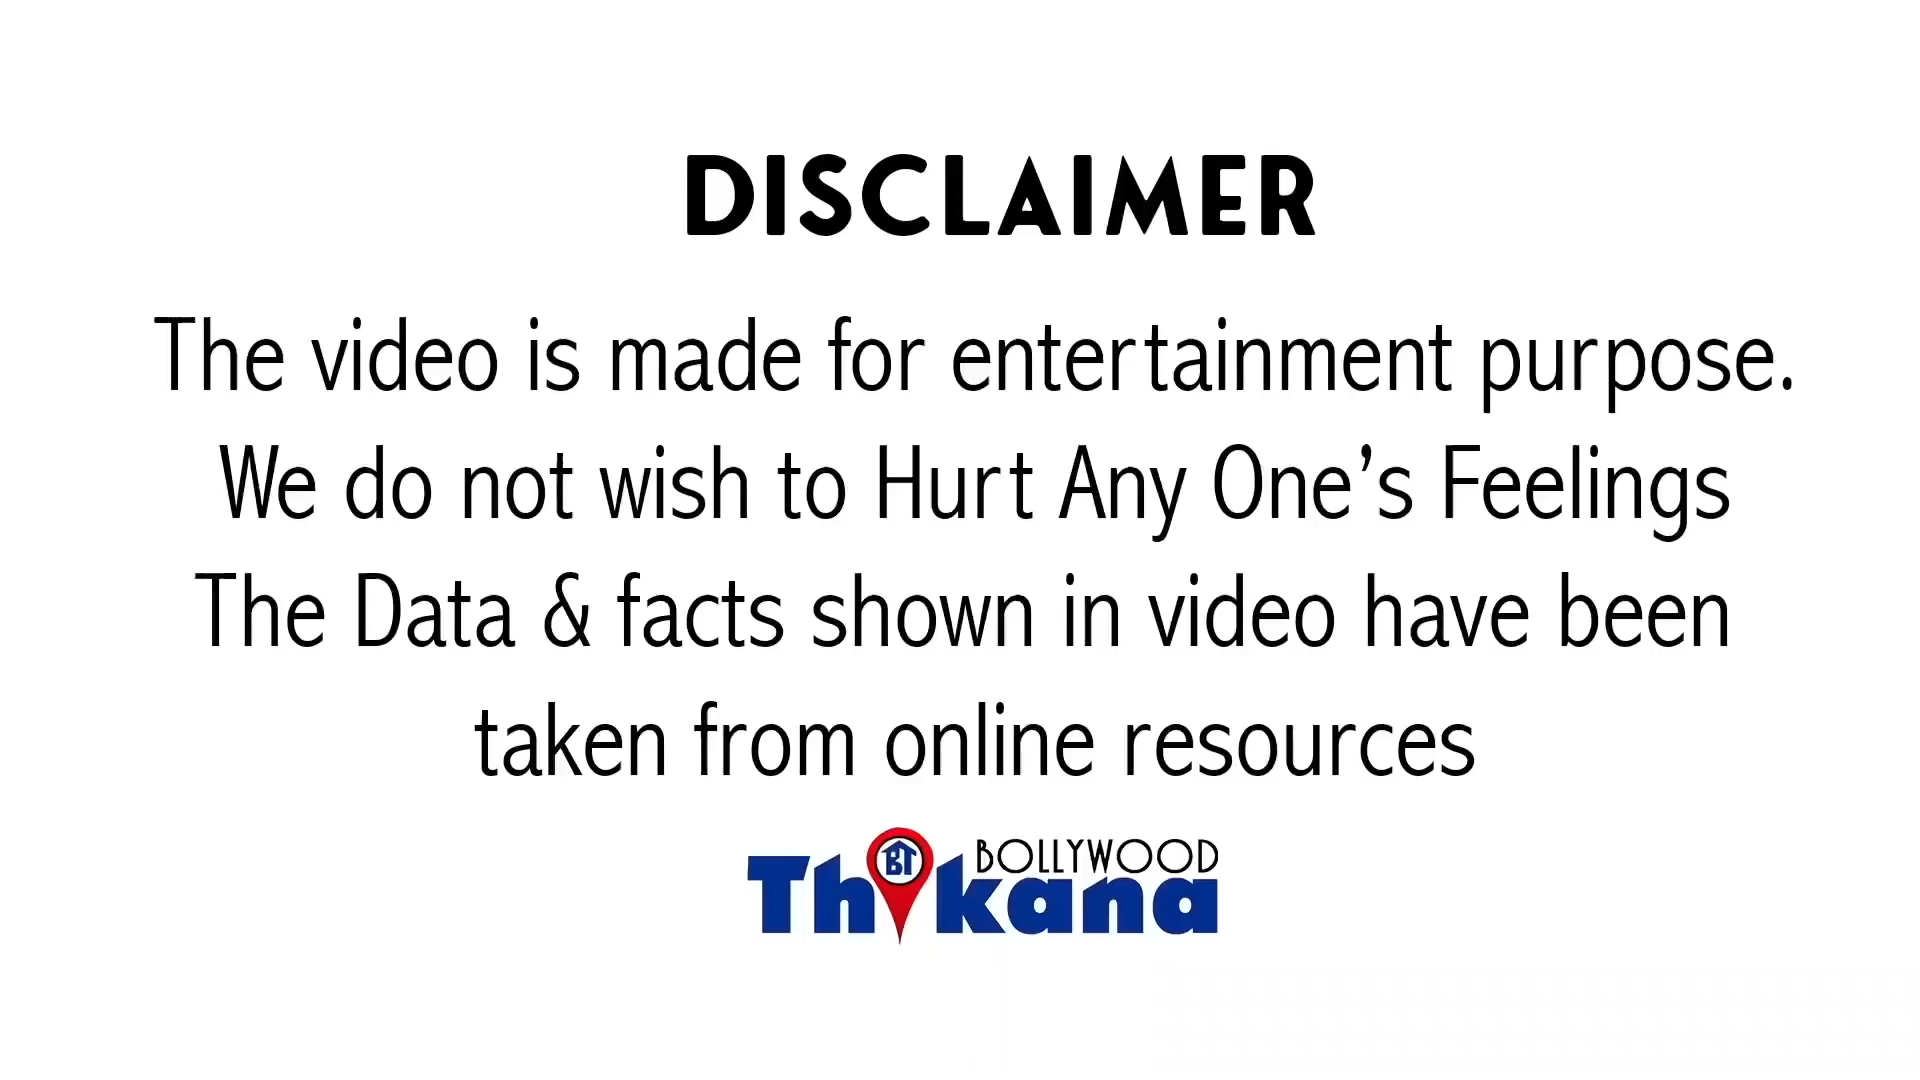 DISCLAIMER
The video is made for entertainment purpose.
We do not wish to Hurt Any One’s Feelings
The Data & facts shown in video have been
taken from online resources
BT
BOLLYWOOD
Thikana